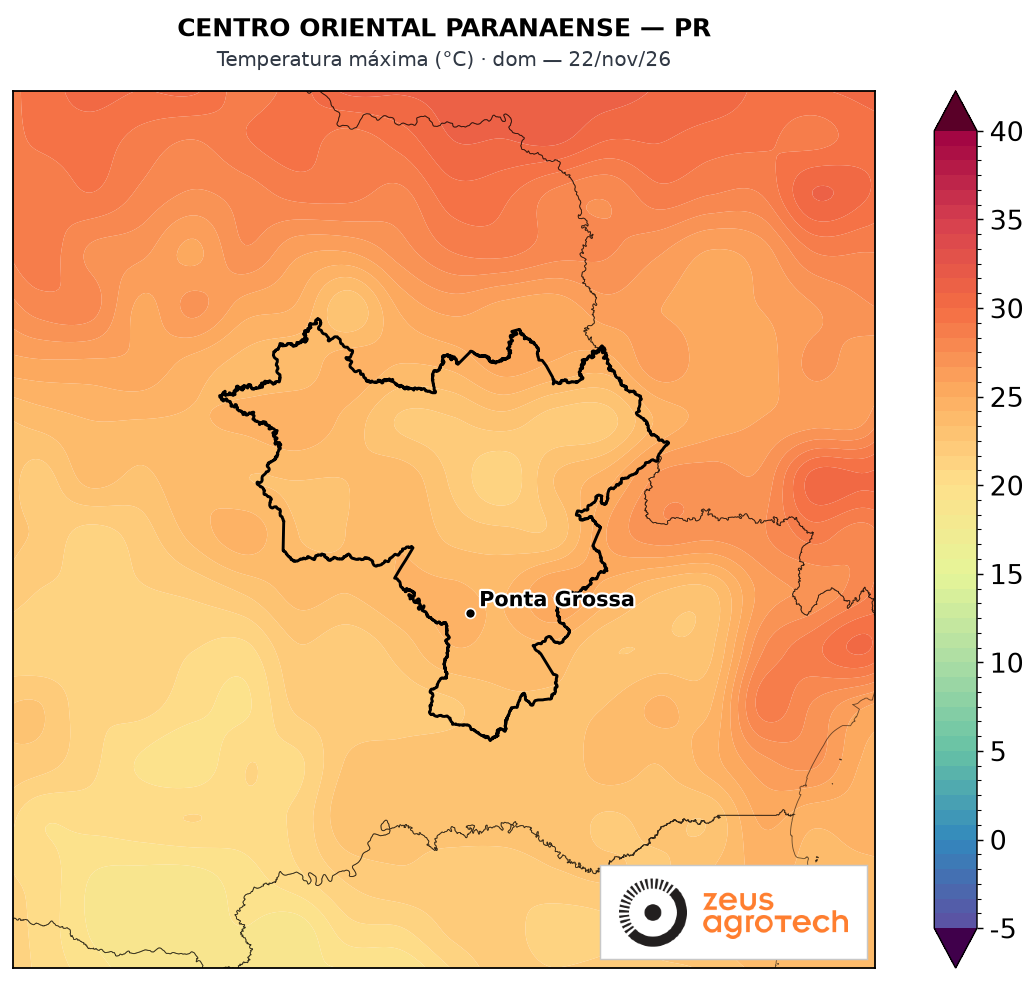 CENTRO ORIENTAL PARANAENSE — PR
Temperatura máxima (°C) · dom — 22/nov/26
40
35
30
25
20
15
10
5
0
-5
Ponta Grossa
zeus
agrotech